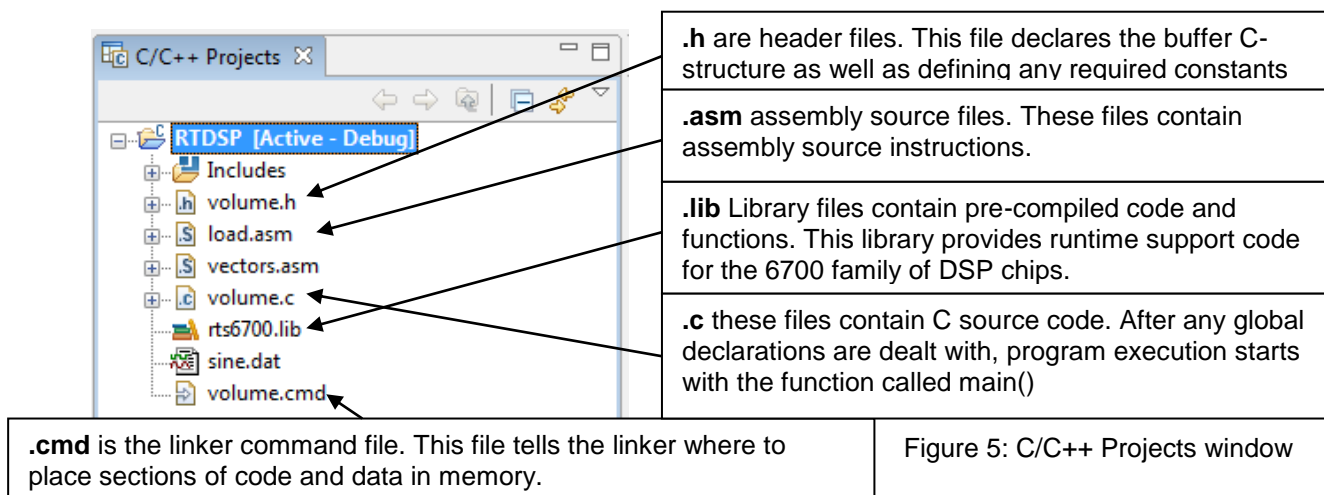 C/C++ Projects
RTDSP [Active - Debug]
Includes
volume.h
load.asm
vectors.asm
volume.c
rts6700.lib
sine.dat
volume.cmd
.h are header files. This file declares the buffer C-
structure as well as defining any required constants
.asm assembly source files. These files contain
assembly source instructions.
.lib Library files contain pre-compiled code and
functions. This library provides runtime support code
for the 6700 family of DSP chips.
.c these files contain C source code. After any global
declarations are dealt with, program execution starts
with the function called main()
.cmd is the linker command file. This file tells the linker where to
place sections of code and data in memory.
Figure 5: C/C++ Projects window